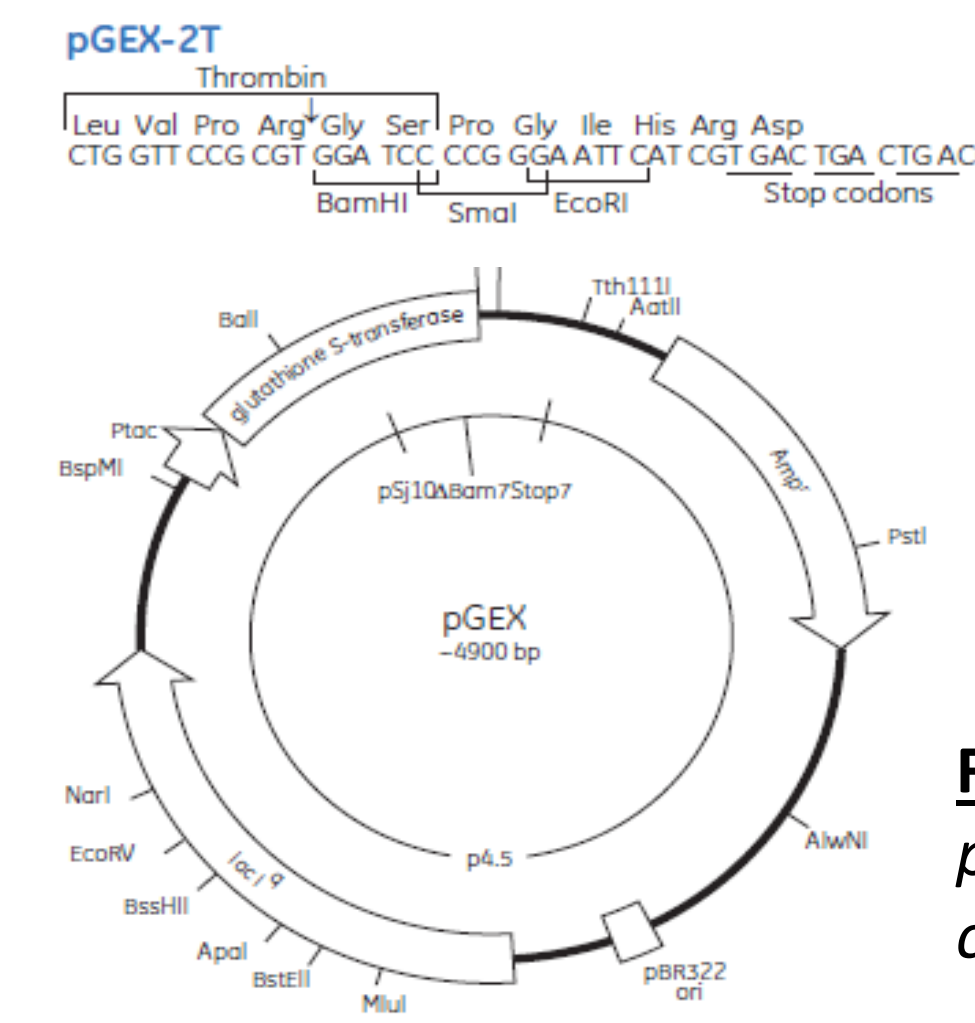 pGEX-2T
Thrombin
↓
Leu Val Pro Arg Gly Ser Pro Gly Ile His Arg Asp
CTG GTT CCG CGT GGA TCC CCG GGA ATT CAT CGT GAC TGA CTG AC
BamHI
SmaI
EcoRI
Stop codons
Tth111I
AatII
BalI
glutathione S-transferase
Ptac
BspMI
pSj10ΔBam7Stop7
Ampʳ
PstI
pGEX
~4900 bp
NarI
EcoRV
BssHII
ApaI
BstEII
MluI
lac I q
p4.5
AlwNI
pBR322
ori